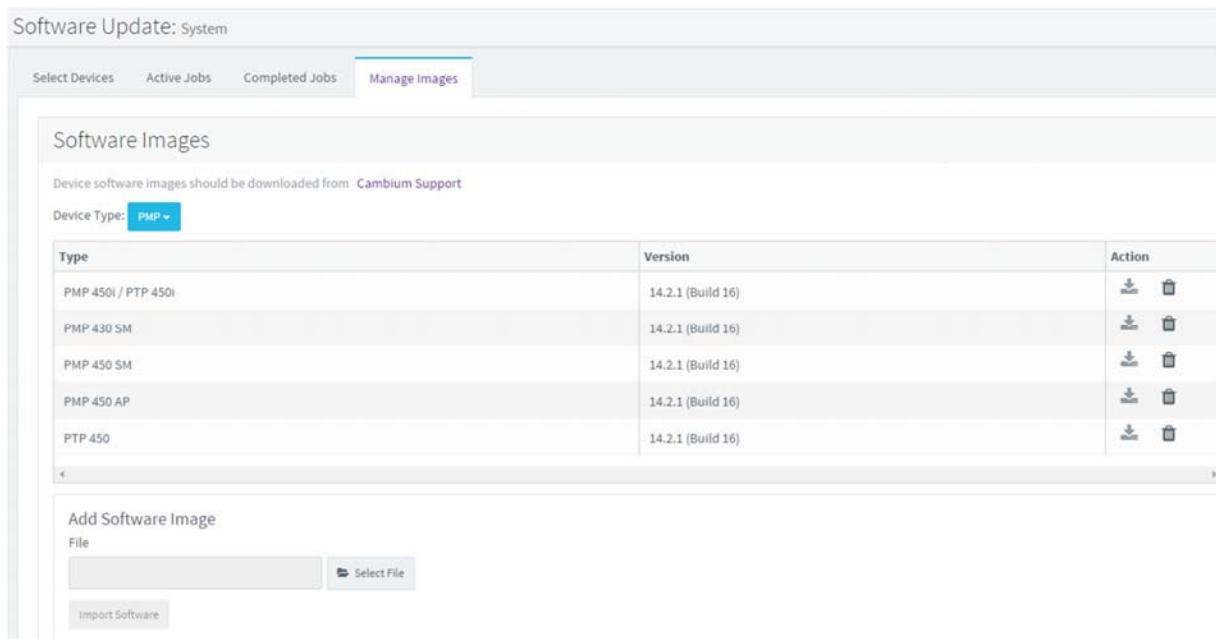 Software Update: System
Select Devices Active Jobs Completed Jobs Manage Images
Software Images
Device software images should be downloaded from Cambium Support
Device Type: PMP
Type Version Action
PMP 450i / PTP 450i 14.2.1 (Build 16)
PMP 430 SM 14.2.1 (Build 16)
PMP 450 SM 14.2.1 (Build 16)
PMP 450 AP 14.2.1 (Build 16)
PTP 450 14.2.1 (Build 16)
Add Software Image
File
Select File
Import Software